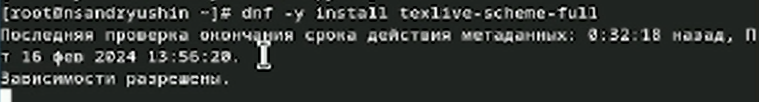 [root@nsandryushin ~]# dnf -y install texlive-scheme-full
Последняя проверка окончания срока действия метаданных: 0:32:18 назад, П
т 16 фев 2024 13:56:20.
Зависимости разрешены.